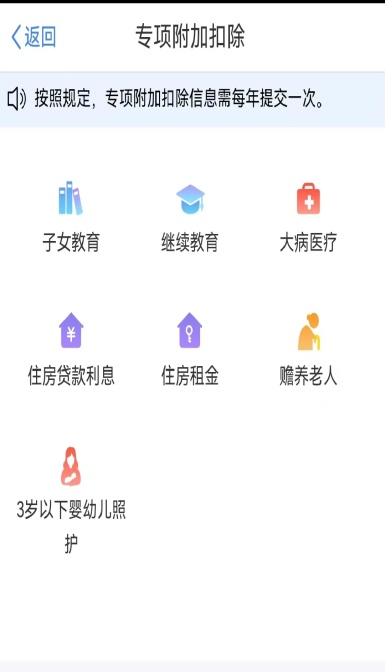 返回
专项附加扣除
按照规定，专项附加扣除信息需每年提交一次。
子女教育
继续教育
大病医疗
住房贷款利息
住房租金
赡养老人
3岁以下婴幼儿照
护